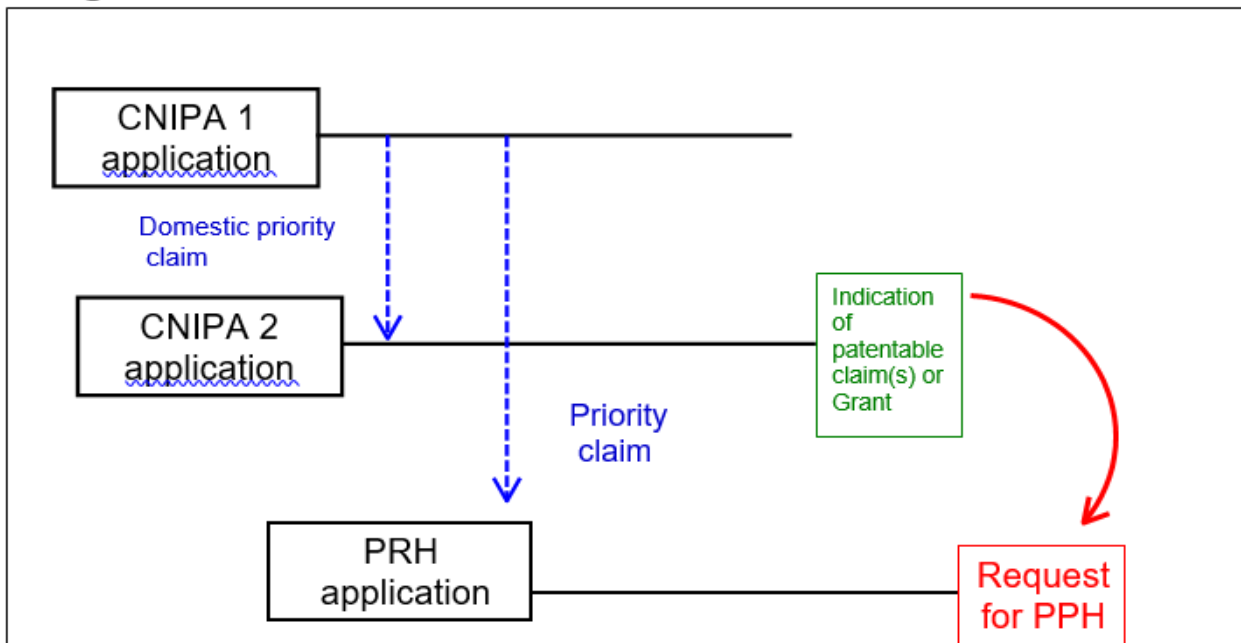 CNIPA 1
application
Domestic priority
claim
CNIPA 2
application
Indication
of
patentable
claim(s) or
Grant
Priority
claim
PRH
application
Request
for PPH